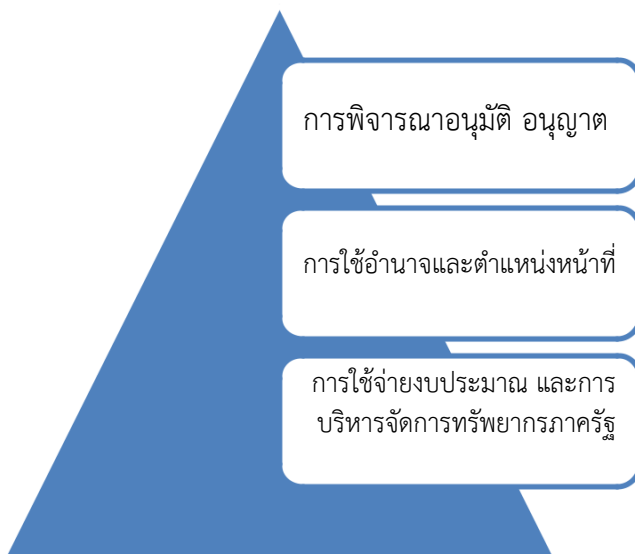 การพิจารณาอนุมัติ อนุญาต
การใช้อำนาจและตำแหน่งหน้าที่
การใช้จ่ายงบประมาณ และการ
บริหารจัดการทรัพยากรภาครัฐ